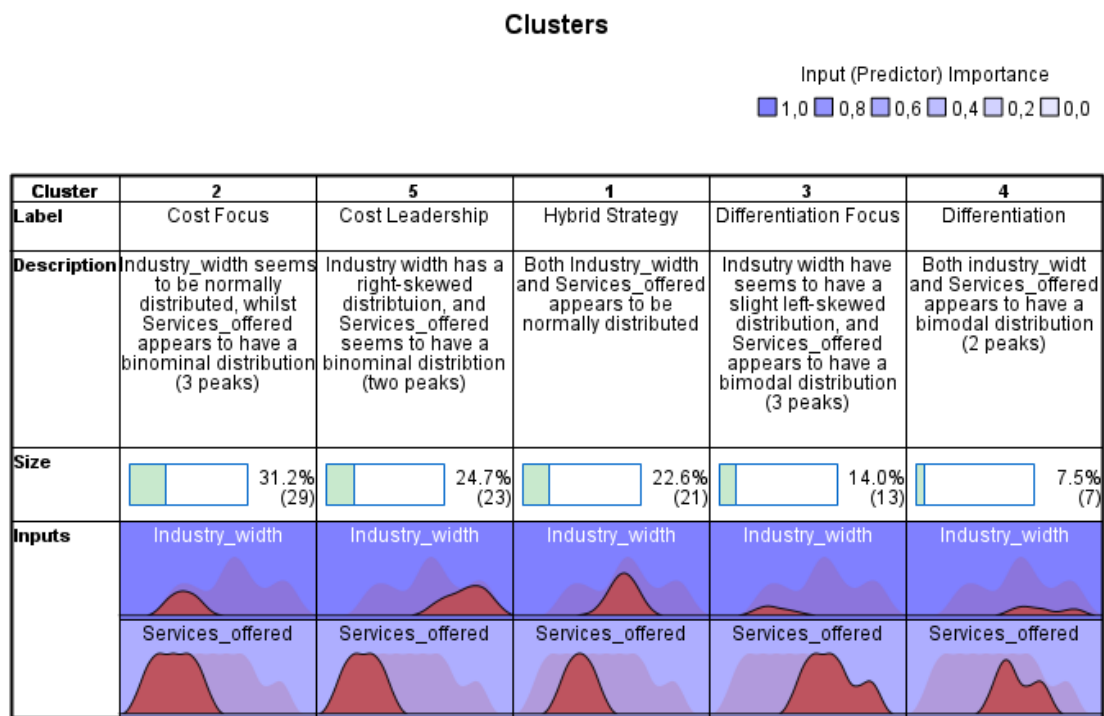 Clusters
Input (Predictor) Importance
1,0 0,8 0,6 0,4 0,2 0,0
Cluster 2 5 1 3 4
Label Cost Focus Cost Leadership Hybrid Strategy Differentiation Focus Differentiation
Description
Industry_width seems
to be normally
distributed, whilst
Services_offered
appears to have a
binominal distribution
(3 peaks)
Industry width has a
right-skewed
distribtuion, and
Services_offered
seems to have a
binominal distribtion
(two peaks)
Both Industry_width
and Services_offered
appears to be
normally distributed
Indsutry width have
seems to have a
slight left-skewed
distribution, and
Services_offered
appears to have a
bimodal distribution
(3 peaks)
Both industry_widt
and Services_offered
appears to have a
bimodal distribution
(2 peaks)
Size
31.2%
(29)
24.7%
(23)
22.6%
(21)
14.0%
(13)
7.5%
(7)
Inputs
Industry_width Industry_width Industry_width Industry_width Industry_width
Services_offered Services_offered Services_offered Services_offered Services_offered